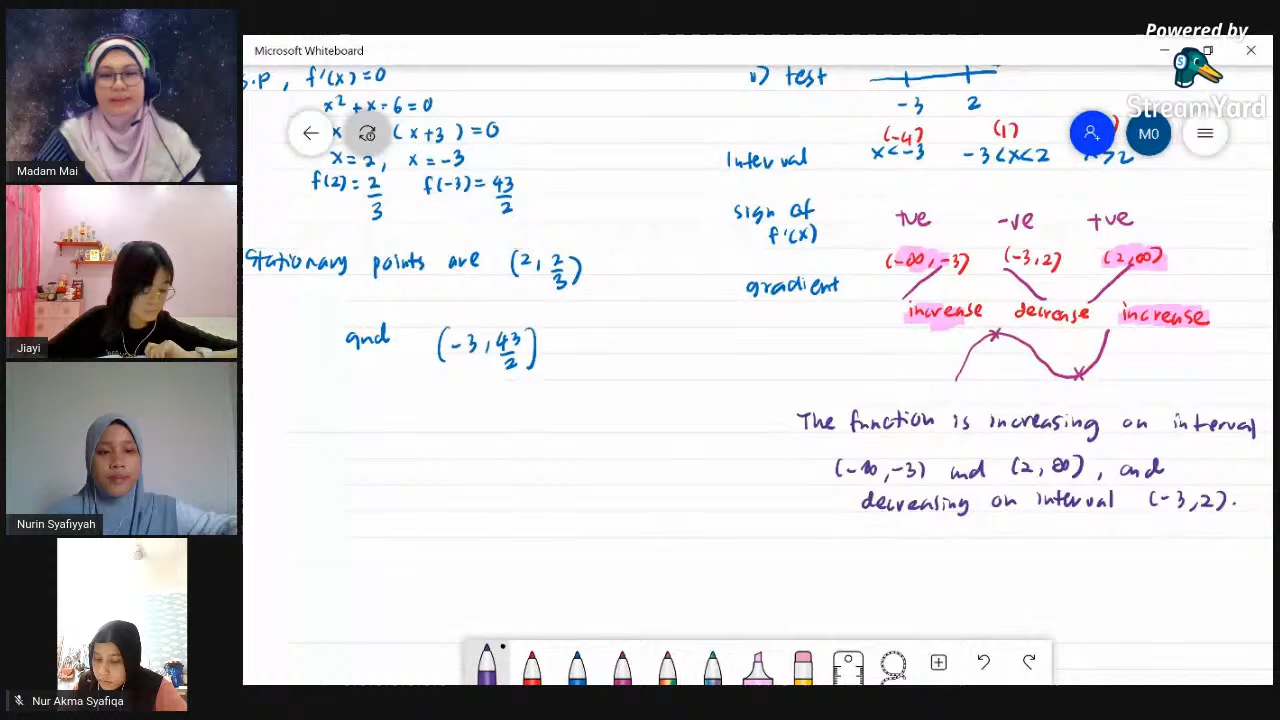 Powered by
StreamYard
Microsoft Whiteboard
Madam Mai
Jiayi
Nurin Syafiyyah
Nur Akma Syafiqa
S.P, f'(x)=0
x² + x - 6 = 0
x (x+3) = 0
x = 2, x = -3
f(2) = 2/3 f(-3) = 43/2
Stationary points are (2, 2/3)
and (-3, 43/2)
test
-3 2
(-4) (1)
Interval x < -3 -3 < x < 2 x > 2
sign of f'(x) +ve -ve +ve
(-∞, -3) (-3, 2) (2, ∞)
gradient
increase decrease increase
The function is increasing on interval
(-∞, -3) and (2, ∞), and
decreasing on interval (-3, 2).
MO